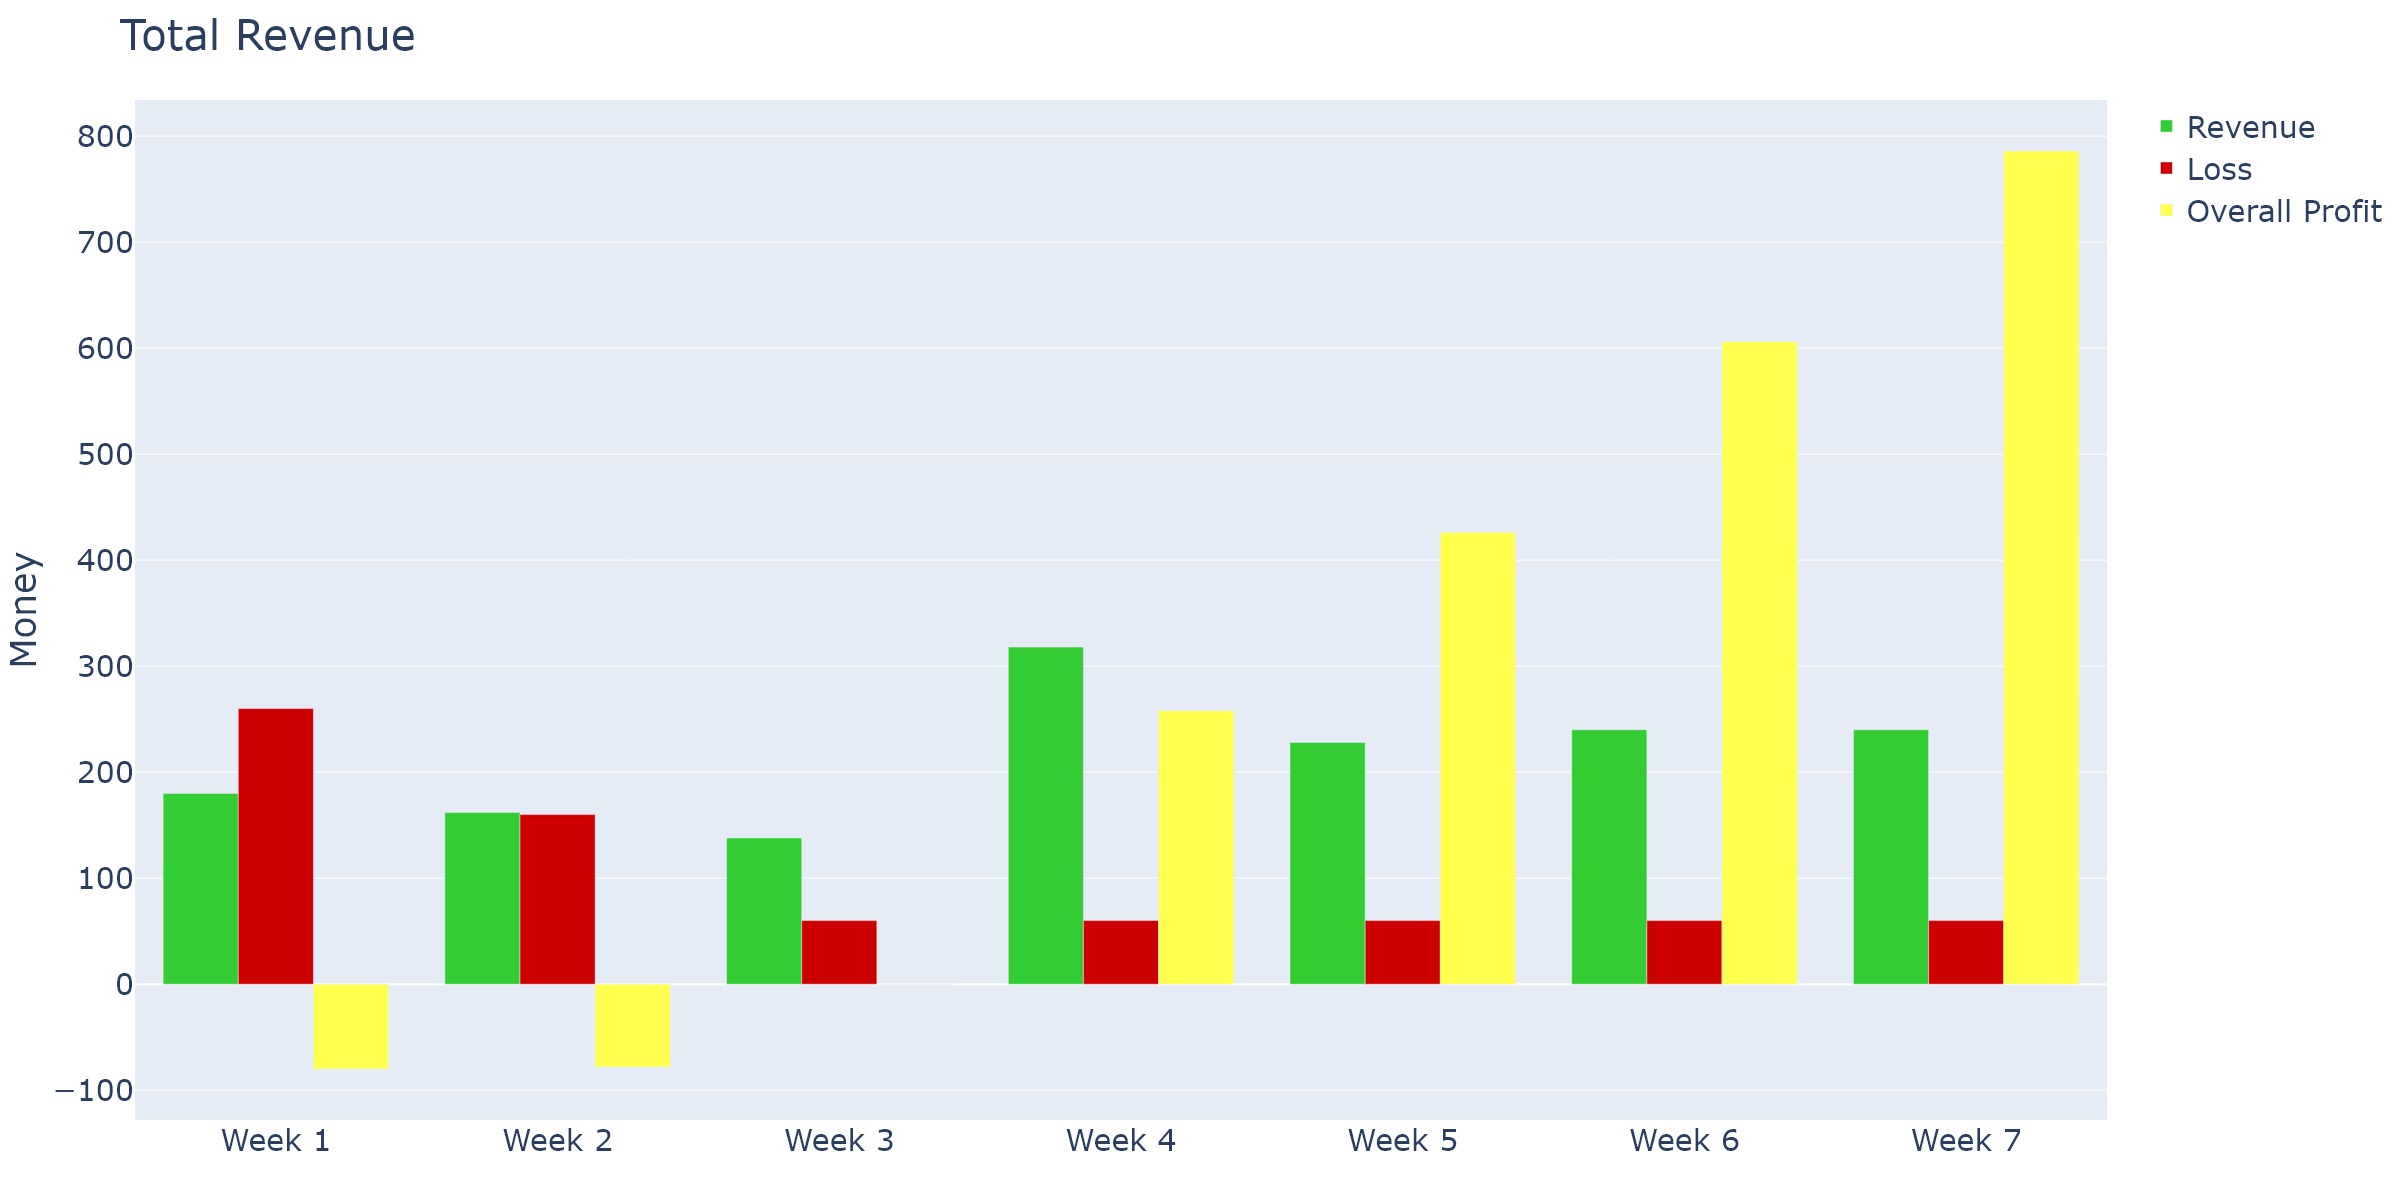 Total Revenue
800
700
600
500
400
300
200
100
0
−100
Money
Week 1
Week 2
Week 3
Week 4
Week 5
Week 6
Week 7
Revenue
Loss
Overall Profit